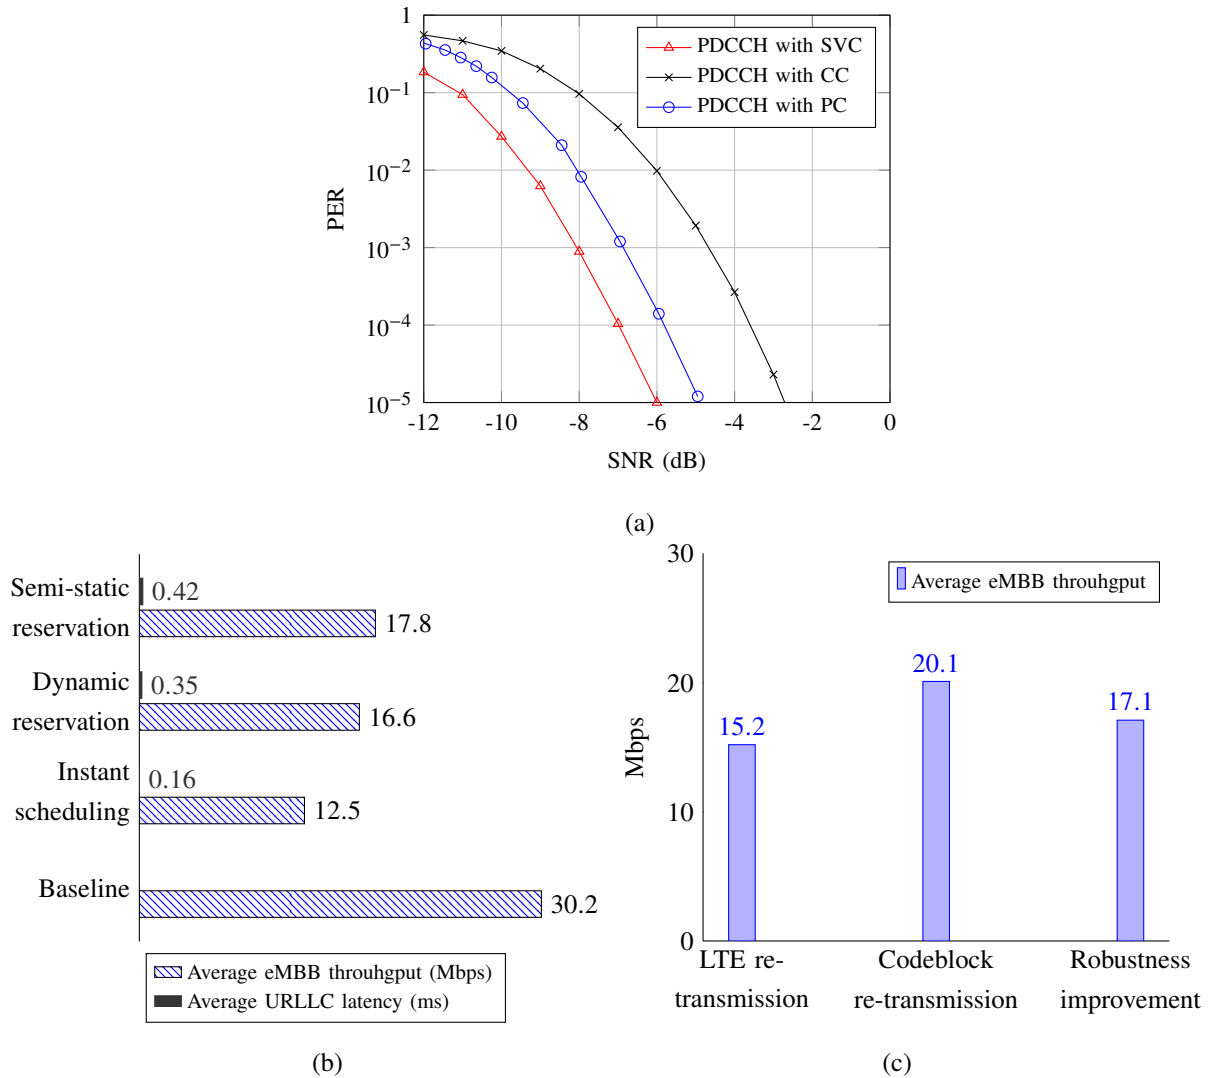 1
10^-1
10^-2
10^-3
10^-4
10^-5
PER
PDCCH with SVC
PDCCH with CC
PDCCH with PC
-12 -10 -8 -6 -4 -2 0
SNR (dB)
(a)
Semi-static
reservation
0.42
17.8
Dynamic
reservation
0.35
16.6
Instant
scheduling
0.16
12.5
Baseline
30.2
Average eMBB throuhgput (Mbps)
Average URLLC latency (ms)
(b)
30
20
10
0
Mbps
Average eMBB throuhgput
15.2
20.1
17.1
LTE re-
transmission
Codeblock
re-transmission
Robustness
improvement
(c)